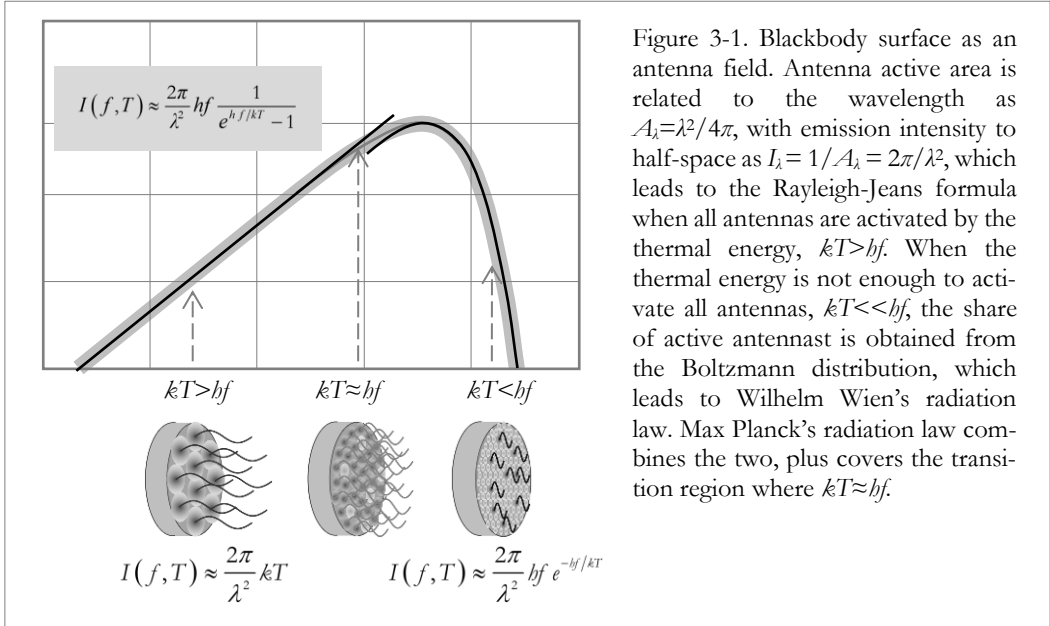 I(f,T) ≈ 2π/λ² hf 1/(e^(hf/kT) −1)
kT>hf kT≈hf kT<hf
I(f,T) ≈ 2π/λ² kT I(f,T) ≈ 2π/λ² hf e^(−hf/kT)
Figure 3-1. Blackbody surface as an
antenna field. Antenna active area is
related to the wavelength as
Aλ=λ²/4π, with emission intensity to
half-space as Iλ = 1/Aλ = 2π/λ², which
leads to the Rayleigh-Jeans formula
when all antennas are activated by the
thermal energy, kT>hf. When the
thermal energy is not enough to acti-
vate all antennas, kT<<hf, the share
of active antennast is obtained from
the Boltzmann distribution, which
leads to Wilhelm Wien’s radiation
law. Max Planck’s radiation law com-
bines the two, plus covers the transi-
tion region where kT≈hf.